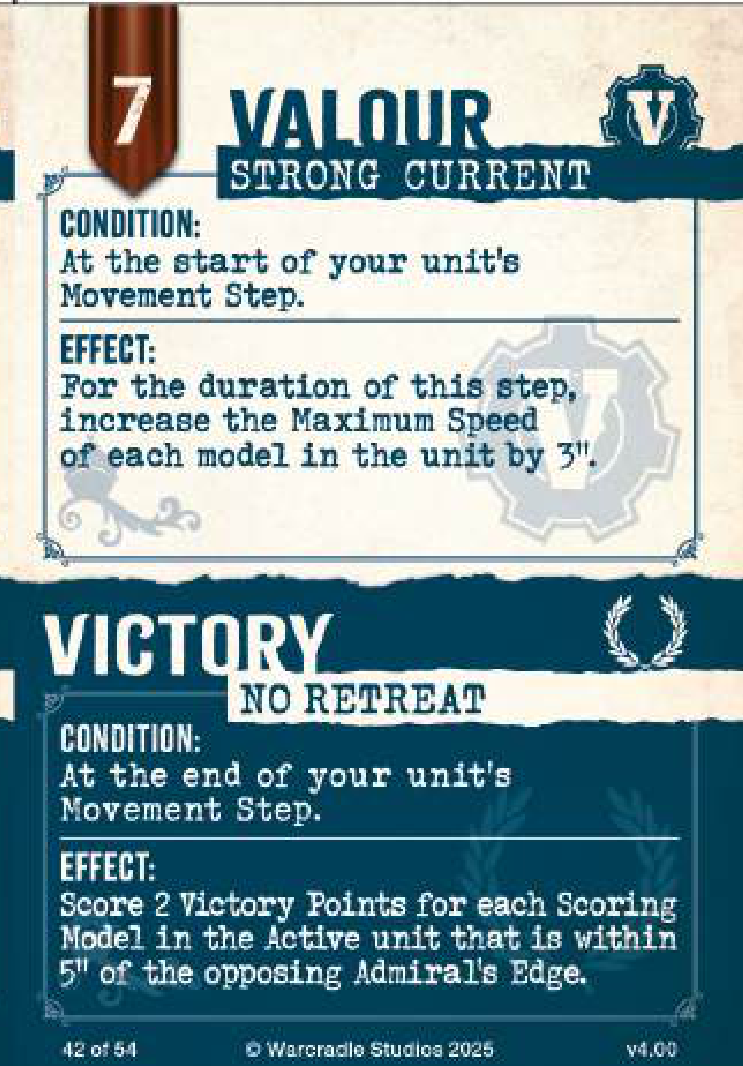 7
VALOUR
V
STRONG CURRENT
CONDITION:
At the start of your unit's
Movement Step.
EFFECT:
For the duration of this step,
increase the Maximum Speed
of each model in the unit by 3".
V
VICTORY
NO RETREAT
CONDITION:
At the end of your unit's
Movement Step.
EFFECT:
Score 2 Victory Points for each Scoring
Model in the Active unit that is within
5" of the opposing Admiral's Edge.
42 of 54 © Warcradle Studios 2025 v4.00